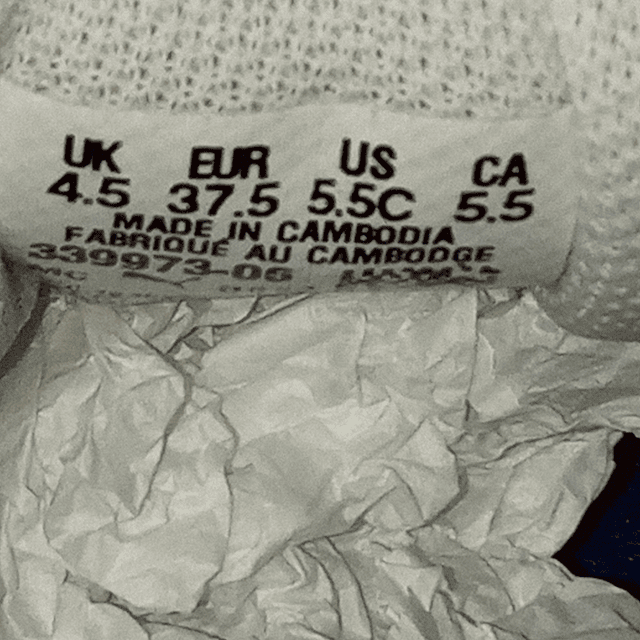 UK EUR US CA
4.5 37.5 5.5C 5.5
MADE IN CAMBODIA
FABRIQUÉ AU CAMBODGE
339973-06